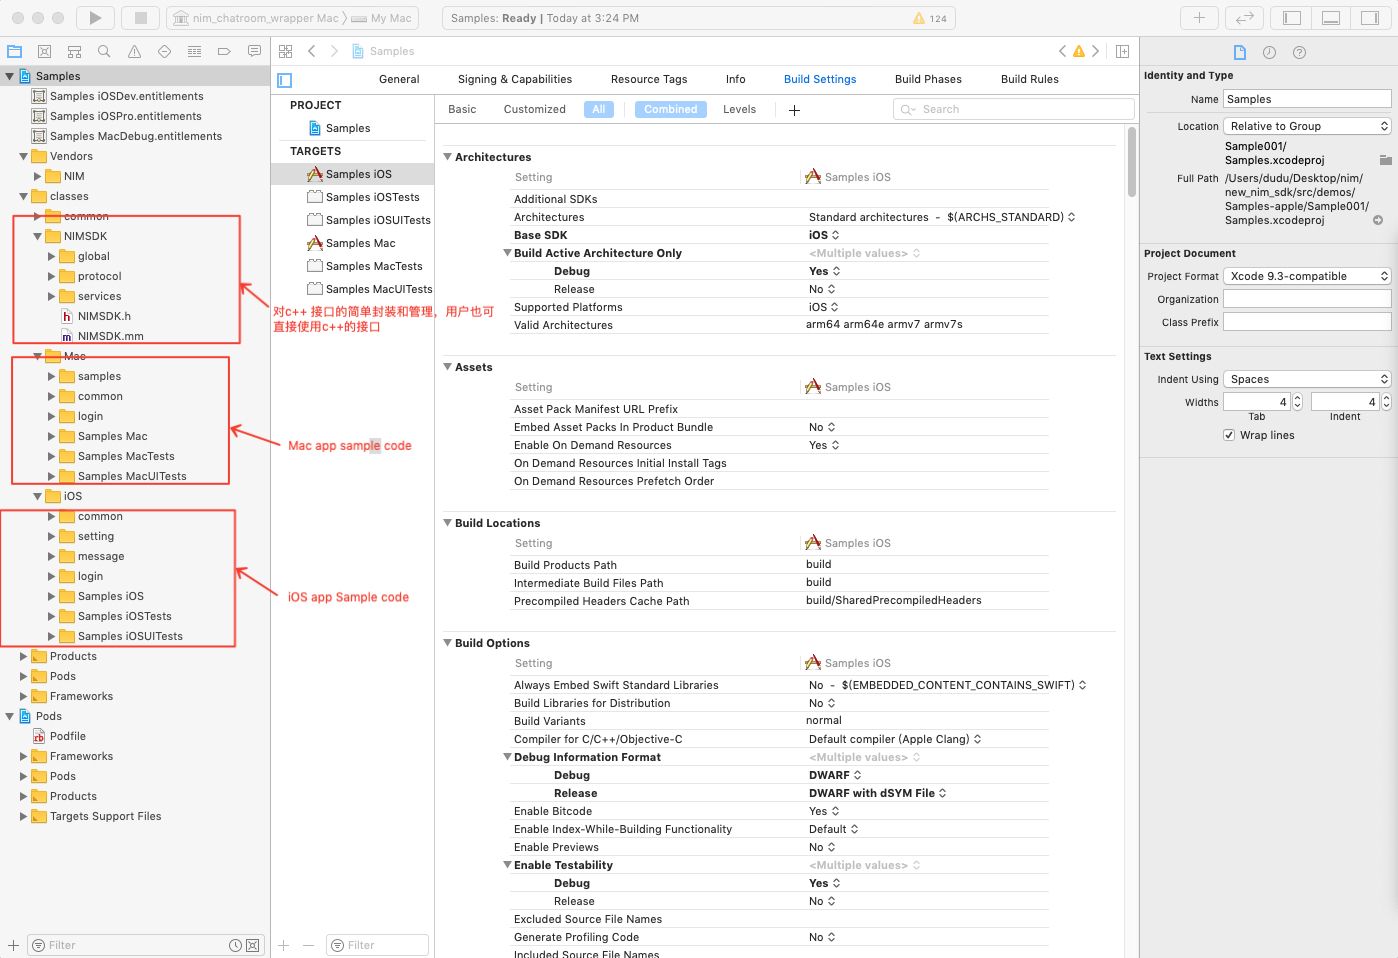 nim_chatroom_wrapper Mac
My Mac
Samples: Ready | Today at 3:24 PM
124
Samples
Samples iOSDev.entitlements
Samples iOSPro.entitlements
Samples MacDebug.entitlements
Vendors
NIM
classes
common
NIMSDK
global
protocol
services
NIMSDK.h
NIMSDK.mm
Mac
samples
common
login
Samples Mac
Samples MacTests
Samples MacUITests
iOS
common
setting
message
login
Samples iOS
Samples iOSTests
Samples iOSUITests
Products
Pods
Frameworks
Pods
Podfile
Frameworks
Pods
Products
Targets Support Files
Filter
对c++ 接口的简单封装和管理，用户也可
直接使用c++的接口
Mac app sample code
iOS app Sample code
Samples
General
Signing & Capabilities
Resource Tags
Info
Build Settings
Build Phases
Build Rules
PROJECT
Samples
TARGETS
Samples iOS
Samples iOSTests
Samples iOSUITests
Samples Mac
Samples MacTests
Samples MacUITests
Filter
Basic
Customized
All
Combined
Levels
Search
Architectures
Setting
Samples iOS
Additional SDKs
Architectures
Standard architectures - $(ARCHS_STANDARD)
Base SDK
iOS
Build Active Architecture Only
<Multiple values>
Debug
Yes
Release
No
Supported Platforms
iOS
Valid Architectures
arm64 arm64e armv7 armv7s
Assets
Setting
Samples iOS
Asset Pack Manifest URL Prefix
Embed Asset Packs In Product Bundle
No
Enable On Demand Resources
Yes
On Demand Resources Initial Install Tags
On Demand Resources Prefetch Order
Build Locations
Setting
Samples iOS
Build Products Path
build
Intermediate Build Files Path
build
Precompiled Headers Cache Path
build/SharedPrecompiledHeaders
Build Options
Setting
Samples iOS
Always Embed Swift Standard Libraries
No - $(EMBEDDED_CONTENT_CONTAINS_SWIFT)
Build Libraries for Distribution
No
Build Variants
normal
Compiler for C/C++/Objective-C
Default compiler (Apple Clang)
Debug Information Format
<Multiple values>
Debug
DWARF
Release
DWARF with dSYM File
Enable Bitcode
Yes
Enable Index-While-Building Functionality
Default
Enable Previews
No
Enable Testability
<Multiple values>
Debug
Yes
Release
No
Excluded Source File Names
Generate Profiling Code
No
Included Source File Names
Identity and Type
Name
Samples
Location
Relative to Group
Sample001/
Samples.xcodeproj
Full Path
/Users/dudu/Desktop/nim/
new_nim_sdk/src/demos/
Samples-apple/Sample001/
Samples.xcodeproj
Project Document
Project Format
Xcode 9.3-compatible
Organization
Class Prefix
Text Settings
Indent Using
Spaces
Widths
4
4
Tab
Indent
Wrap lines